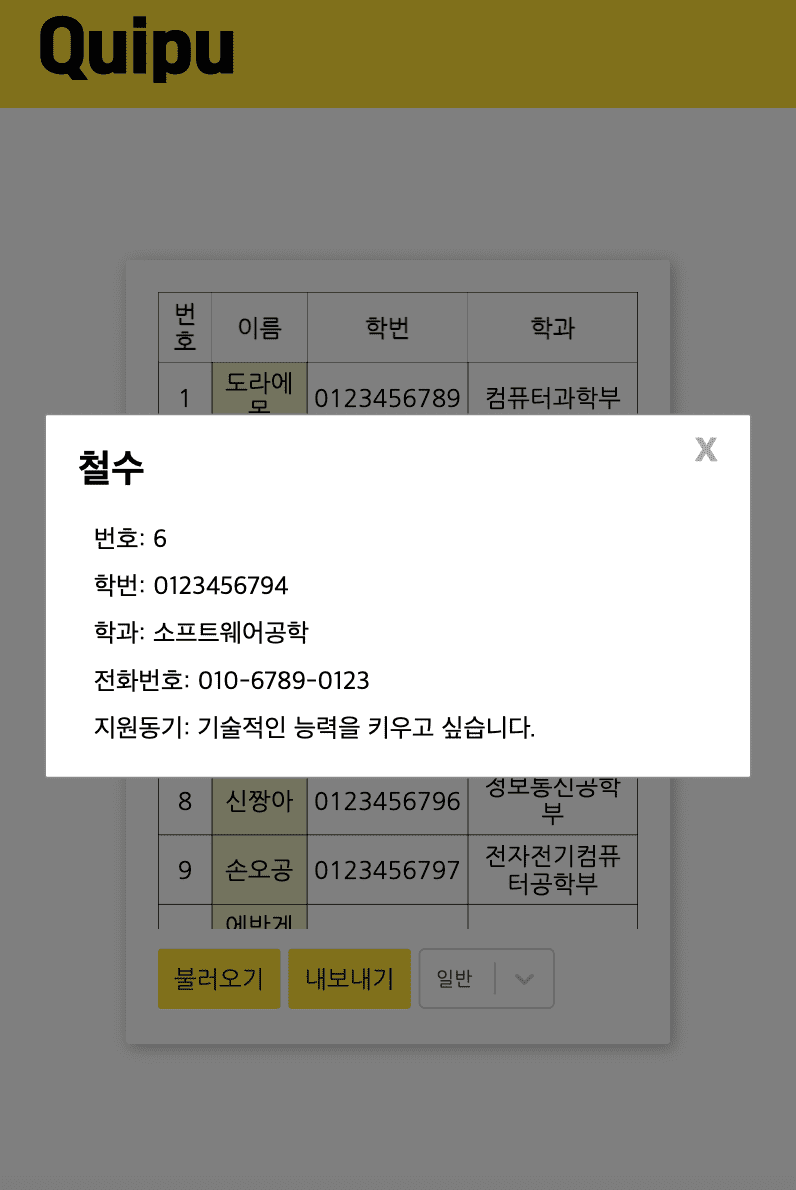 Quipu
번호 이름 학번 학과
1 도라에모 0123456789 컴퓨터과학부
철수 X
번호: 6
학번: 0123456794
학과: 소프트웨어공학
전화번호: 010-6789-0123
지원동기: 기술적인 능력을 키우고 싶습니다.
8 신짱아 0123456796 정보통신공학부
9 손오공 0123456797 전자전기컴퓨터공학부
에반게
불러오기 내보내기 일반